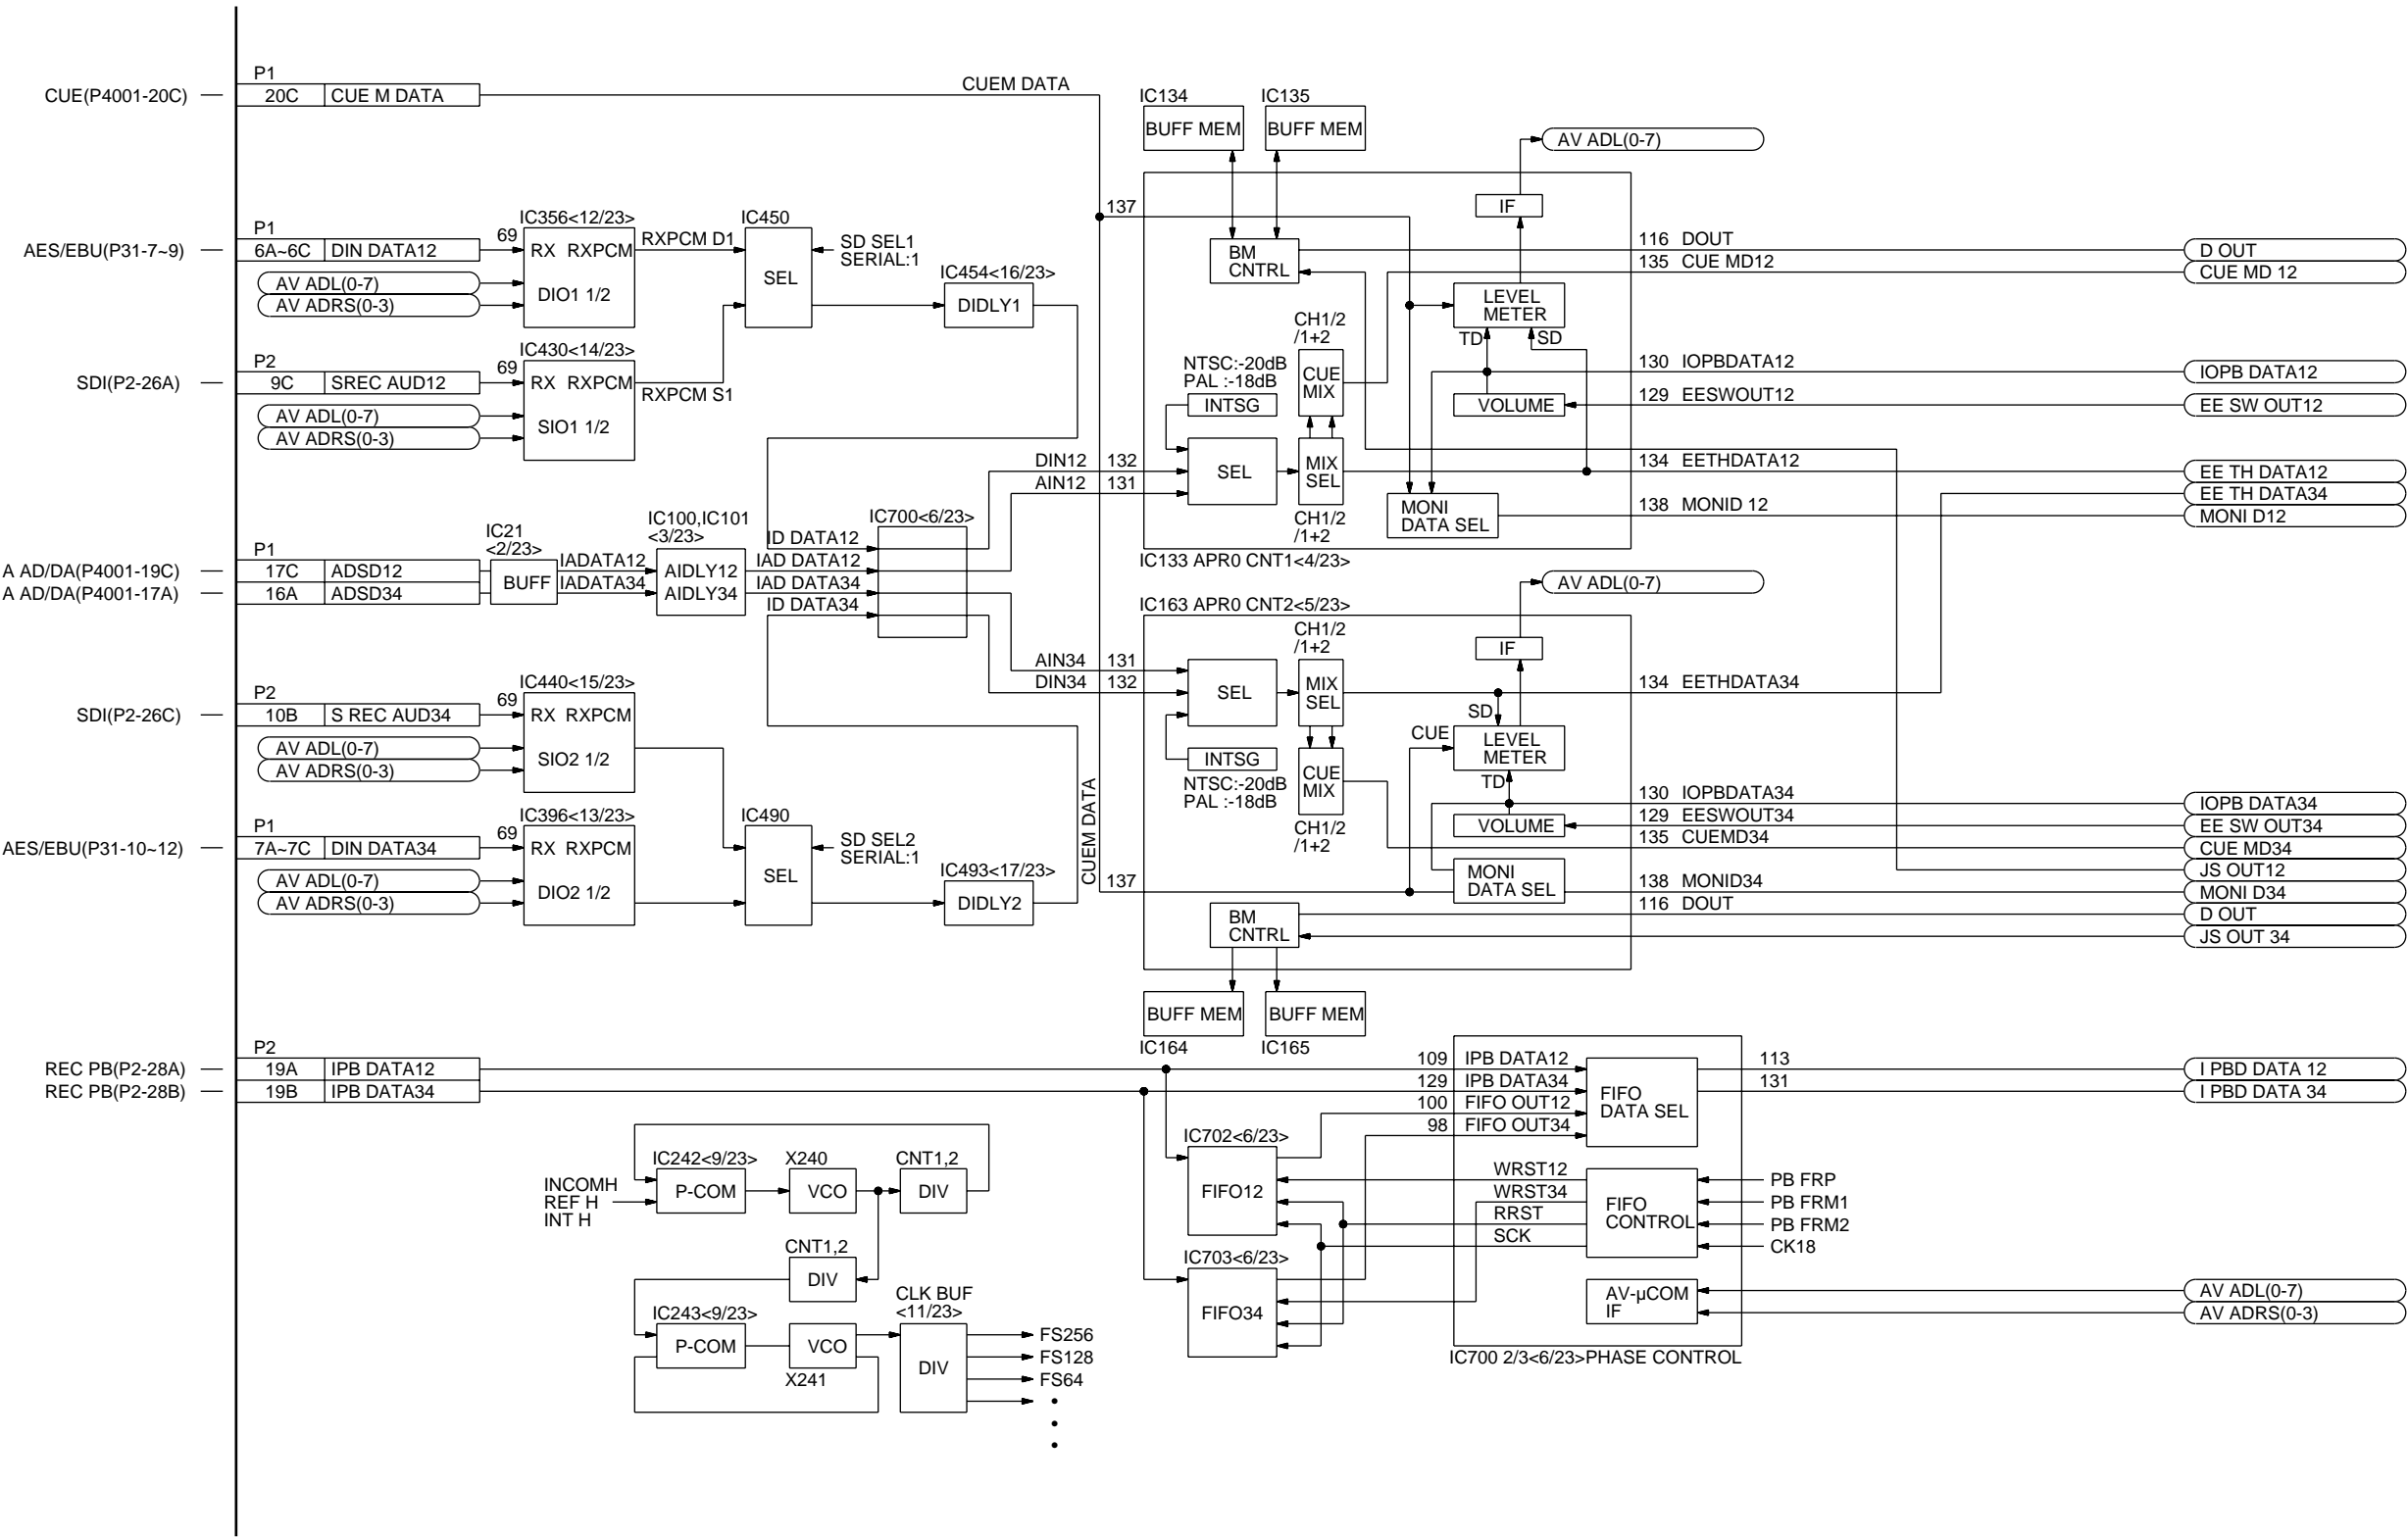 P1
CUE(P4001-20C)
20C
CUE M DATA
CUEM DATA
IC134
IC135
BUFF MEM
BUFF MEM
AV ADL(0-7)
137
IF
P1
AES/EBU(P31-7~9)
6A~6C
DIN DATA12
AV ADL(0-7)
AV ADRS(0-3)
69
IC356<12/23>
RX RXPCM
DIO1 1/2
RXPCM D1
IC450
SEL
SD SEL1
SERIAL:1
IC454<16/23>
DIDLY1
BM
CNTRL
116 DOUT
D OUT
135 CUE MD12
CUE MD 12
LEVEL
METER
TD
SD
CH1/2
/1+2
P2
SDI(P2-26A)
9C
SREC AUD12
AV ADL(0-7)
AV ADRS(0-3)
69
IC430<14/23>
RX RXPCM
SIO1 1/2
RXPCM S1
NTSC:-20dB
PAL :-18dB
INTSG
CUE
MIX
VOLUME
130 IOPBDATA12
IOPB DATA12
129 EESWOUT12
EE SW OUT12
DIN12 132
AIN12 131
SEL
MIX
SEL
CH1/2
/1+2
MONI
DATA SEL
134 EETHDATA12
EE TH DATA12
EE TH DATA34
138 MONID 12
MONI D12
IC133 APR0 CNT1<4/23>
P1
A AD/DA(P4001-19C)
17C
ADSD12
A AD/DA(P4001-17A)
16A
ADSD34
IC21
<2/23>
BUFF
IADATA12
IADATA34
IC100,IC101
<3/23>
AIDLY12
AIDLY34
ID DATA12
IAD DATA12
IAD DATA34
ID DATA34
IC700<6/23>
AV ADL(0-7)
IC163 APR0 CNT2<5/23>
CH1/2
/1+2
IF
AIN34 131
DIN34 132
SEL
MIX
SEL
134 EETHDATA34
SD
CUE
LEVEL
METER
TD
INTSG
NTSC:-20dB
PAL :-18dB
CUE
MIX
CH1/2
/1+2
P2
SDI(P2-26C)
10B
S REC AUD34
AV ADL(0-7)
AV ADRS(0-3)
69
IC440<15/23>
RX RXPCM
SIO2 1/2
P1
AES/EBU(P31-10~12)
7A~7C
DIN DATA34
AV ADL(0-7)
AV ADRS(0-3)
69
IC396<13/23>
RX RXPCM
DIO2 1/2
IC490
SEL
SD SEL2
SERIAL:1
IC493<17/23>
DIDLY2
CUEM DATA
137
VOLUME
MONI
DATA SEL
130 IOPBDATA34
IOPB DATA34
129 EESWOUT34
EE SW OUT34
135 CUEMD34
CUE MD34
JS OUT12
138 MONID34
MONI D34
116 DOUT
D OUT
JS OUT 34
BM
CNTRL
BUFF MEM
BUFF MEM
IC164
IC165
P2
REC PB(P2-28A)
19A
IPB DATA12
REC PB(P2-28B)
19B
IPB DATA34
109 IPB DATA12
129 IPB DATA34
100 FIFO OUT12
98 FIFO OUT34
FIFO
DATA SEL
113
I PBD DATA 12
131
I PBD DATA 34
INCOMH
REF H
INT H
IC242<9/23>
P-COM
X240
VCO
CNT1,2
DIV
CNT1,2
DIV
IC243<9/23>
P-COM
VCO
X241
CLK BUF
<11/23>
DIV
FS256
FS128
FS64
IC702<6/23>
FIFO12
IC703<6/23>
FIFO34
WRST12
WRST34
RRST
SCK
FIFO
CONTROL
PB FRP
PB FRM1
PB FRM2
CK18
AV-μCOM
IF
AV ADL(0-7)
AV ADRS(0-3)
IC700 2/3<6/23>PHASE CONTROL